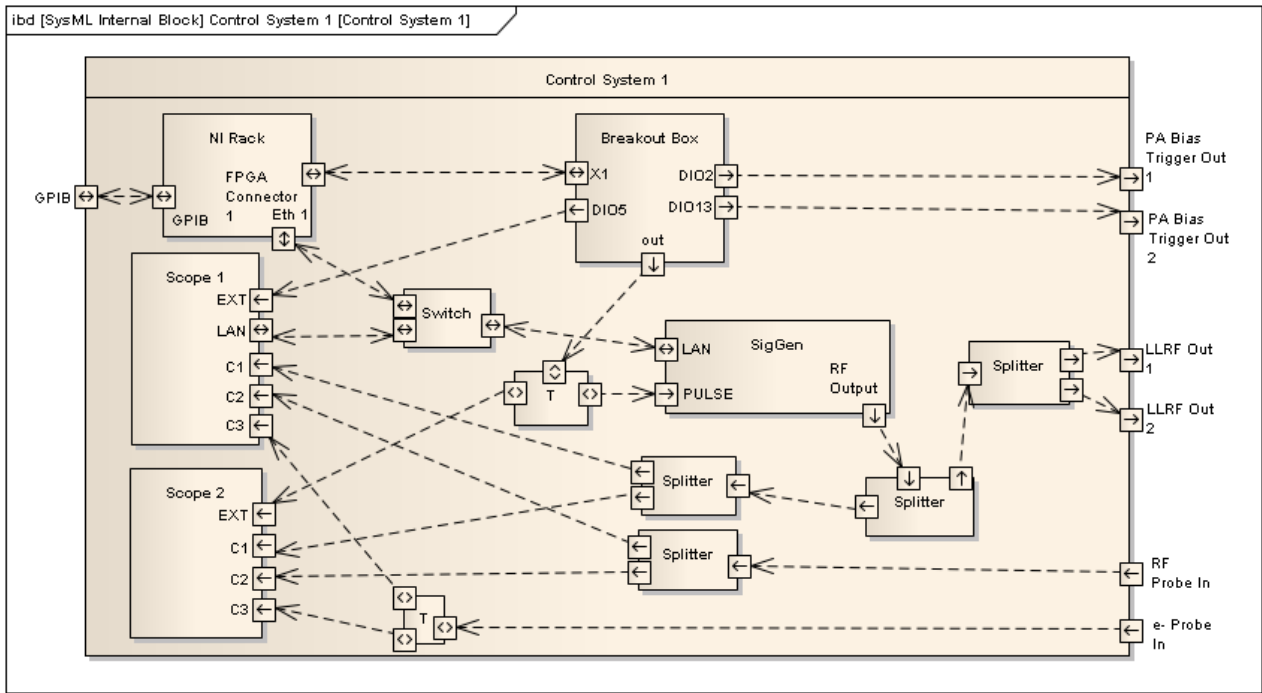 ibd [SysML Internal Block] Control System 1 [Control System 1]
Control System 1
NI Rack
FPGA
Connector
1
Eth 1
GPIB
GPIB
Breakout Box
X1
DIO2
DIO5
DIO13
out
PA Bias
Trigger Out
1
PA Bias
Trigger Out
2
Scope 1
EXT
LAN
C1
C2
C3
Switch
T
LAN
SigGen
RF
Output
PULSE
Splitter
LLRF Out
1
LLRF Out
2
Scope 2
EXT
C1
C2
C3
Splitter
Splitter
Splitter
T
RF
Probe In
e- Probe
In